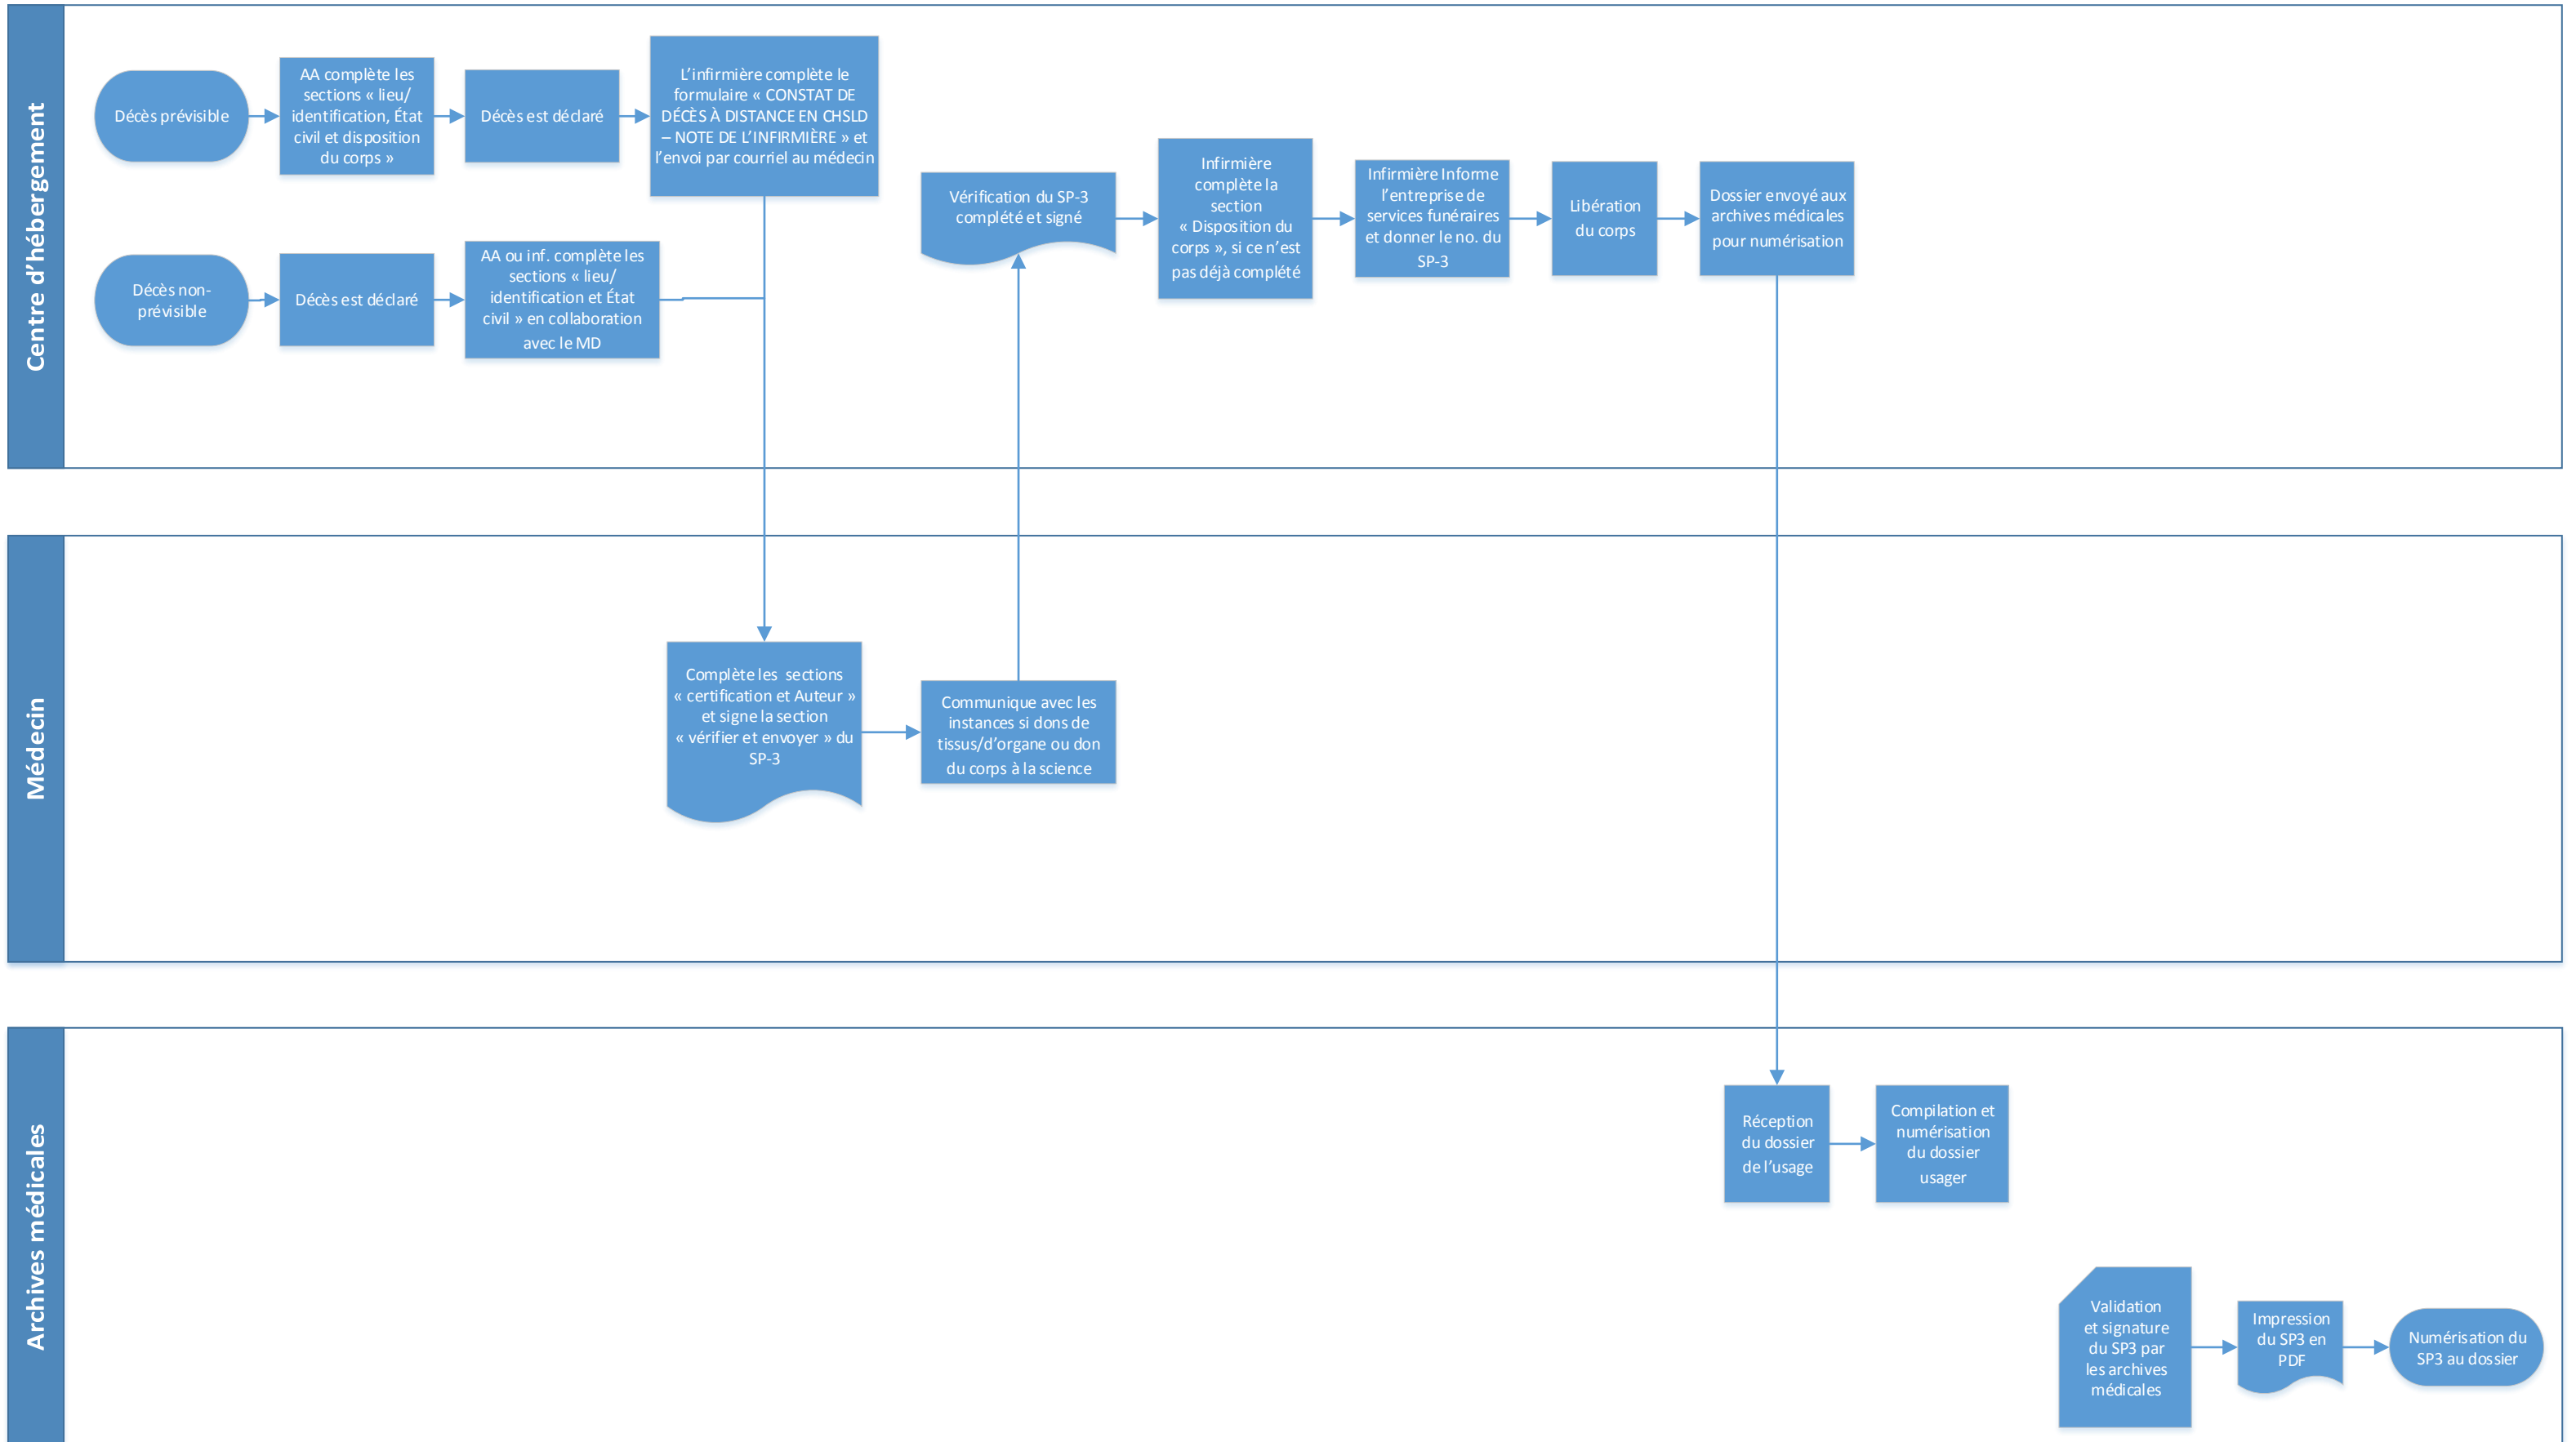 Centre d'hébergement
Décès prévisible
AA complète les
sections « lieu/
identification, État
civil et disposition
du corps »
Décès est déclaré
L'infirmière complète le
formulaire « CONSTAT DE
DÉCÈS À DISTANCE EN CHSLD
– NOTE DE L'INFIRMIÈRE » et
l'envoi par courriel au médecin
Décès non-
prévisible
Décès est déclaré
AA ou inf. complète les
sections « lieu/
identification et État
civil » en collaboration
avec le MD
Vérification du SP-3
complété et signé
Infirmière
complète la
section
« Disposition du
corps », si ce n'est
pas déjà complété
Infirmière Informe
l'entreprise de
services funéraires
et donner le no. du
SP-3
Libération
du corps
Dossier envoyé aux
archives médicales
pour numérisation
Médecin
Complète les sections
« certification et Auteur »
et signe la section
« vérifier et envoyer » du
SP-3
Communique avec les
instances si dons de
tissus/d'organe ou don
du corps à la science
Archives médicales
Réception
du dossier
de l'usage
Compilation et
numérisation
du dossier
usager
Validation
et signature
du SP3 par
les archives
médicales
Impression
du SP3 en
PDF
Numérisation du
SP3 au dossier